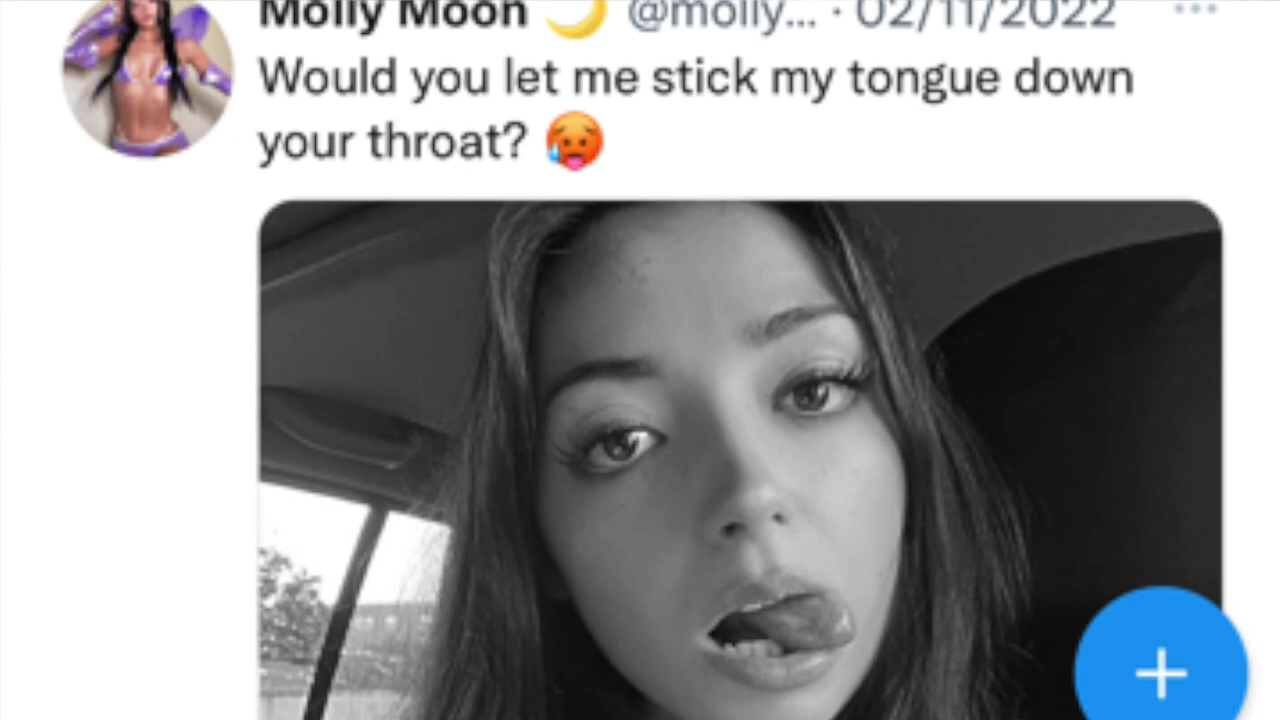 Molly Moon 🌙 @molly... · 02/11/2022
Would you let me stick my tongue down
your throat? 🥵